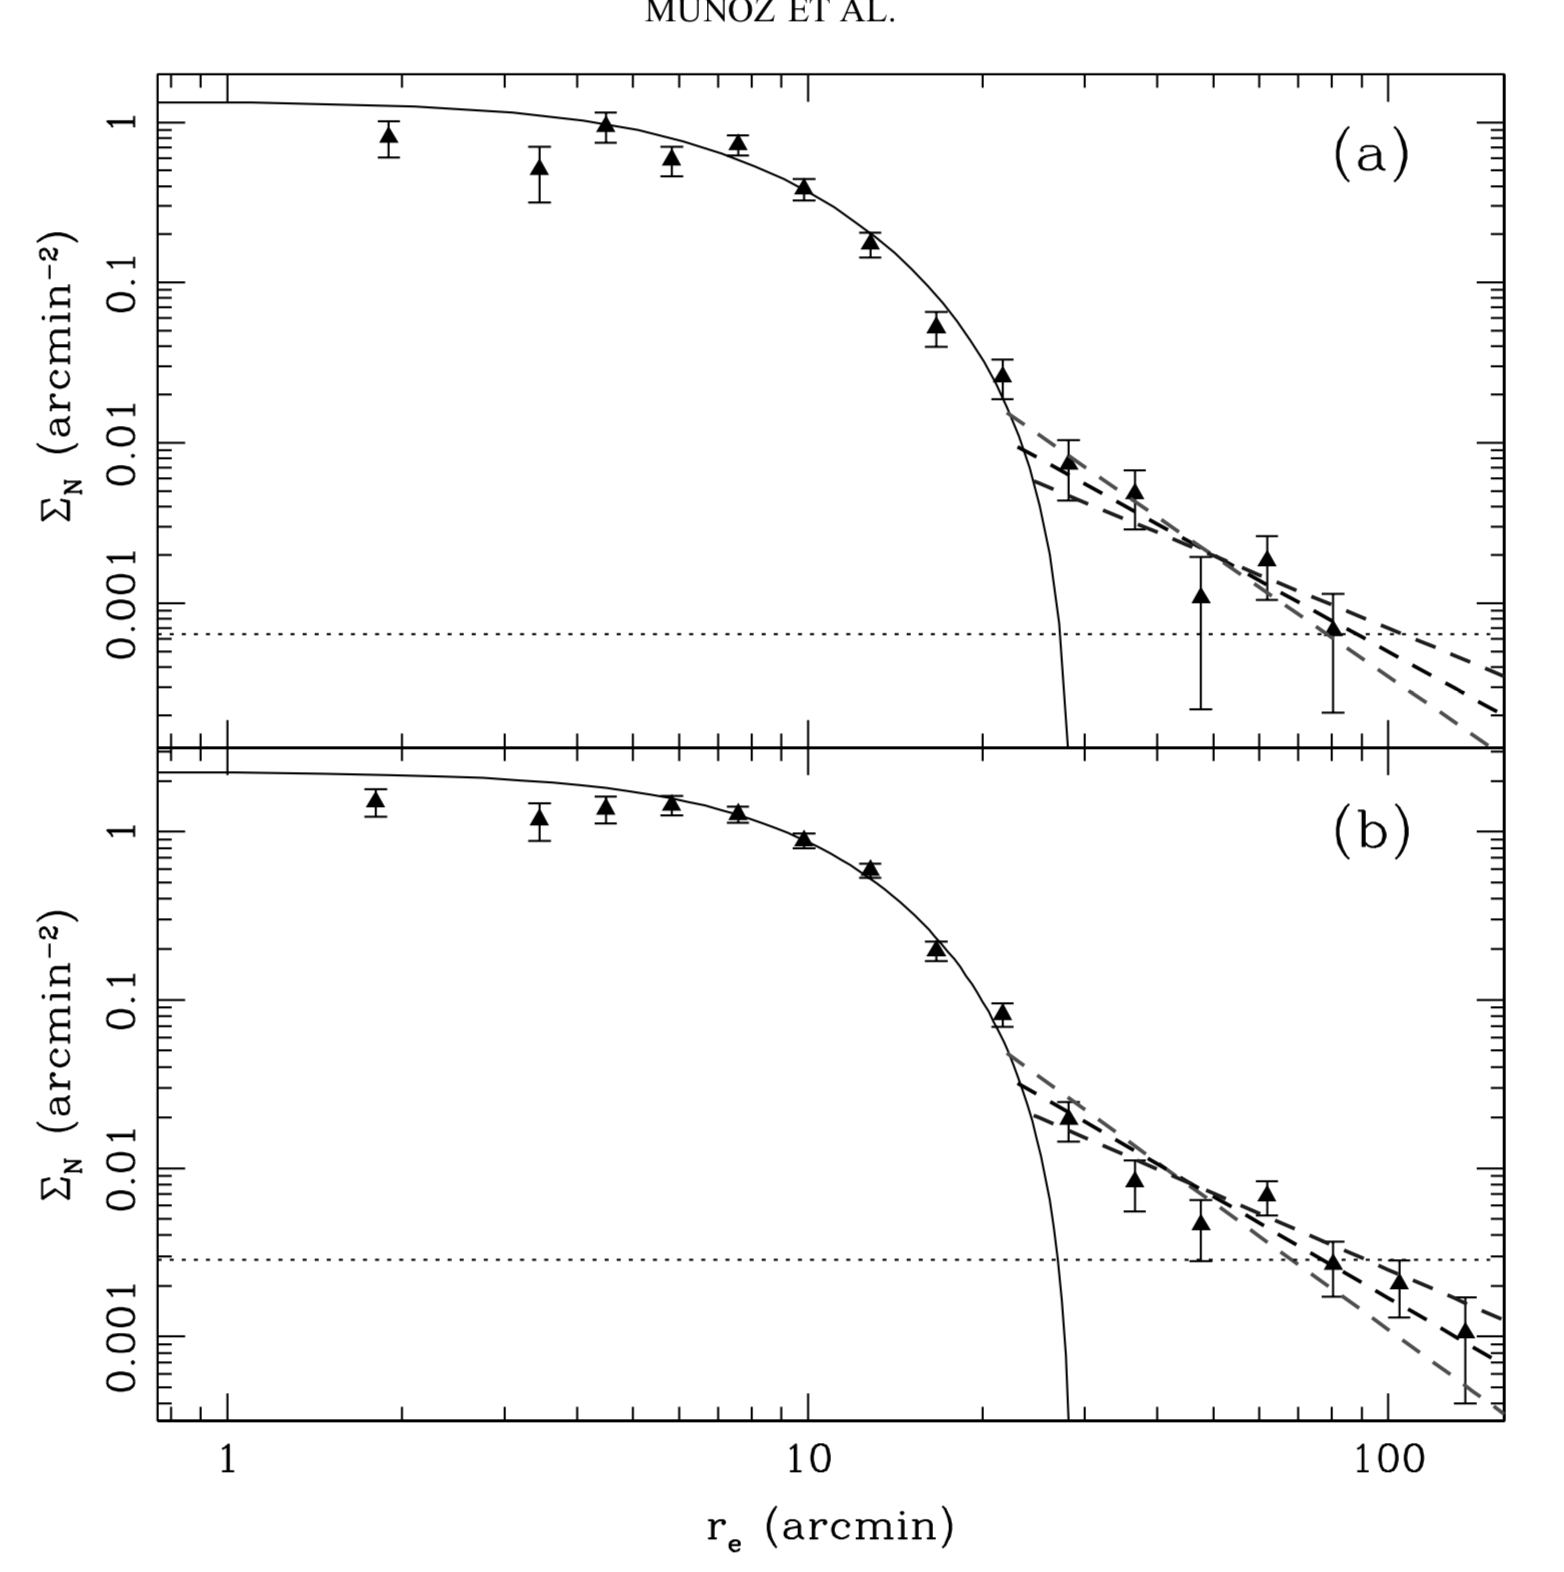 MUÑOZ ET AL.
(a)
1
0.1
0.01
0.001
Σ_N (arcmin⁻²)
(b)
1
0.1
0.01
0.001
Σ_N (arcmin⁻²)
1 10 100
r_e (arcmin)